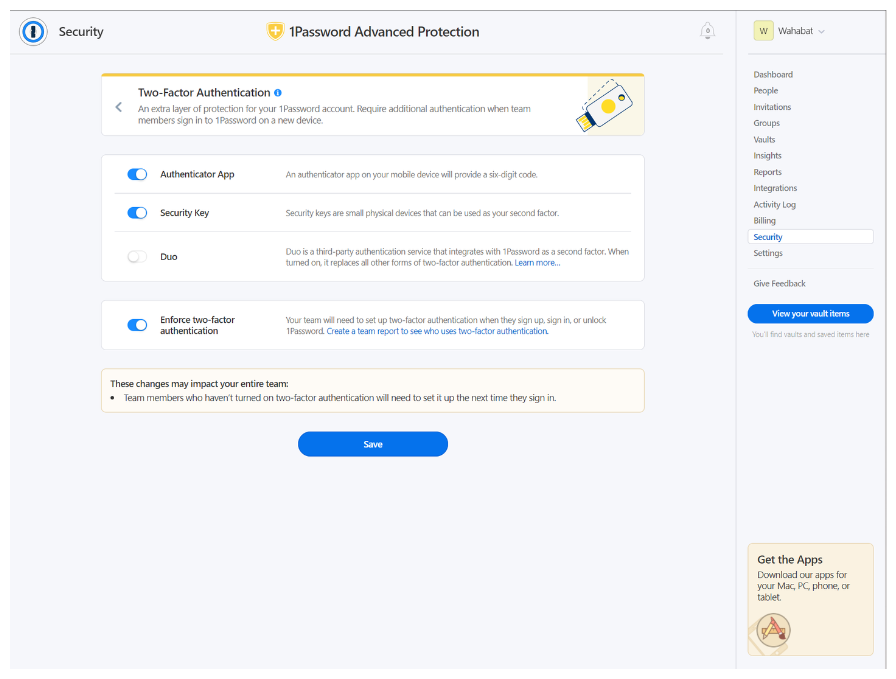 Security
1Password Advanced Protection
0
W
Wahabat
Two-Factor Authentication
An extra layer of protection for your 1Password account. Require additional authentication when team
members sign in to 1Password on a new device.
Authenticator App
An authenticator app on your mobile device will provide a six-digit code.
Security Key
Security keys are small physical devices that can be used as your second factor.
Duo
Duo is a third-party authentication service that integrates with 1Password as a second factor. When
turned on, it replaces all other forms of two-factor authentication. Learn more...
Enforce two-factor
authentication
Your team will need to set up two-factor authentication when they sign up, sign in, or unlock
1Password. Create a team report to see who uses two-factor authentication.
These changes may impact your entire team:
• Team members who haven't turned on two-factor authentication will need to set it up the next time they sign in.
Save
Dashboard
People
Invitations
Groups
Vaults
Insights
Reports
Integrations
Activity Log
Billing
Security
Settings
Give Feedback
View your vault items
You'll find vaults and saved items here
Get the Apps
Download our apps for
your Mac, PC, phone, or
tablet.